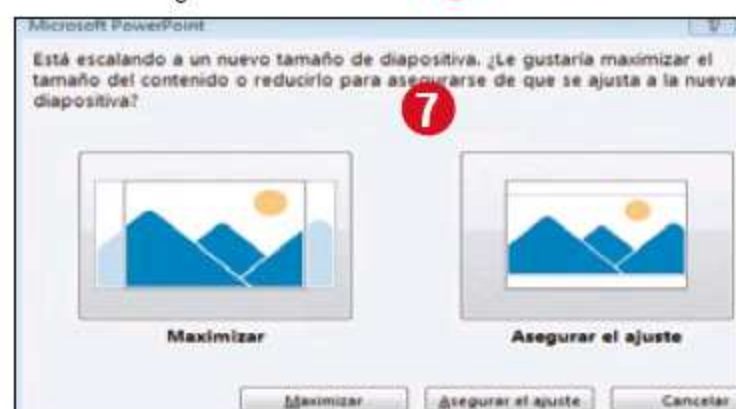 Microsoft PowerPoint
Está escalando a un nuevo tamaño de diapositiva. ¿Le gustaría maximizar el
tamaño del contenido o reducirlo para asegurarse de que se ajusta a la nueva
diapositiva?
7
Maximizar Asegurar el ajuste
Maximizar Asegurar el ajuste Cancelar